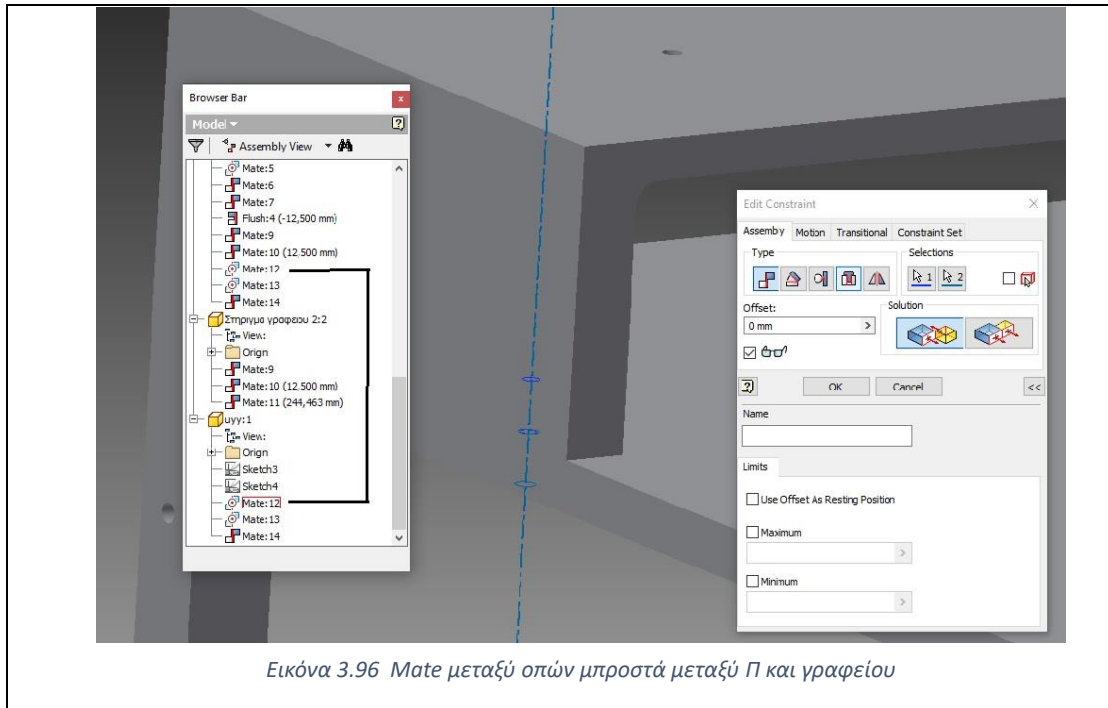 Browser Bar
x
Model
Assembly View
Mate:5
Mate:6
Mate:7
Flush:4 (-12,500 mm)
Mate:9
Mate:10 (12,500 mm)
Mate:12
Mate:13
Mate:14
Στηριγμα γραφειου 2:2
View:
Origin
Mate:9
Mate:10 (12,500 mm)
Mate:11 (244,463 mm)
uyy:1
View:
Origin
Sketch3
Sketch4
Mate:12
Mate:13
Mate:14
Edit Constraint
Assembly Motion Transitional Constraint Set
Type Selections
1 2
Offset: Solution
0 mm >
OK Cancel <<
Name
Limits
Use Offset As Resting Position
Maximum
>
Minimum
>
Εικόνα 3.96 Mate μεταξύ οπών μπροστά μεταξύ Π και γραφείου